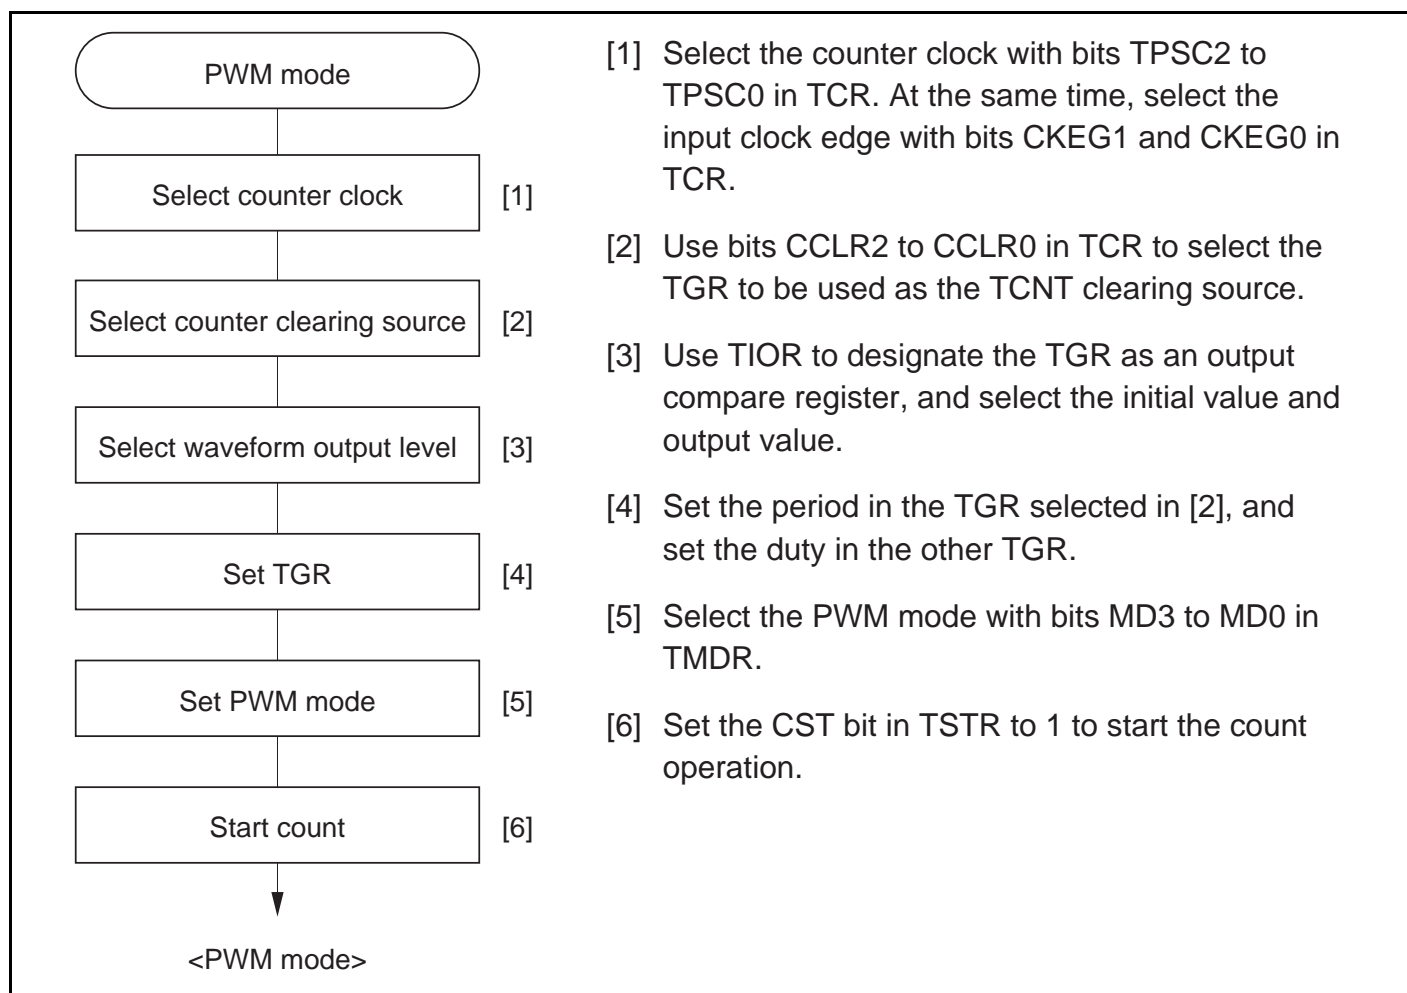 PWM mode
Select counter clock [1]
Select counter clearing source [2]
Select waveform output level [3]
Set TGR [4]
Set PWM mode [5]
Start count [6]
<PWM mode>
[1] Select the counter clock with bits TPSC2 to
TPSC0 in TCR. At the same time, select the
input clock edge with bits CKEG1 and CKEG0 in
TCR.
[2] Use bits CCLR2 to CCLR0 in TCR to select the
TGR to be used as the TCNT clearing source.
[3] Use TIOR to designate the TGR as an output
compare register, and select the initial value and
output value.
[4] Set the period in the TGR selected in [2], and
set the duty in the other TGR.
[5] Select the PWM mode with bits MD3 to MD0 in
TMDR.
[6] Set the CST bit in TSTR to 1 to start the count
operation.